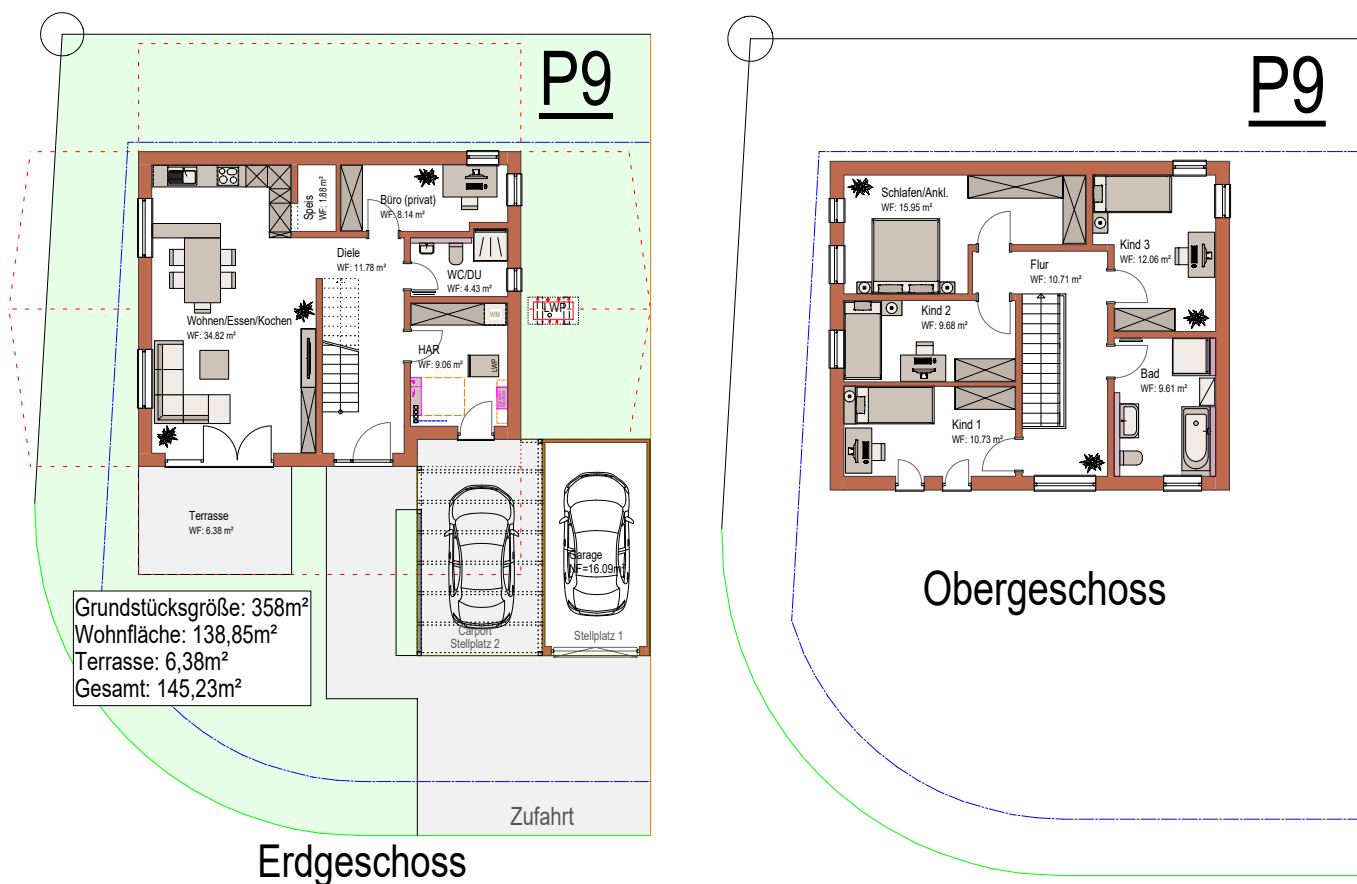 P9
Speis
WF: 1.88 m²
Büro (privat)
WF: 8.14 m²
Diele
WF: 11.78 m²
WC/DU
WF: 4.43 m²
LWP
Wohnen/Essen/Kochen
WF: 34.82 m²
WM
HAR
WF: 9.06 m²
LWP
Terrasse
WF: 6.38 m²
Garage
NF=16.09m²
Carport
Stellplatz 2
Stellplatz 1
Grundstücksgröße: 358m²
Wohnfläche: 138,85m²
Terrasse: 6,38m²
Gesamt: 145,23m²
Zufahrt
Erdgeschoss
P9
Schlafen/Ankl.
WF: 15.95 m²
Kind 3
WF: 12.06 m²
Flur
WF: 10.71 m²
Kind 2
WF: 9.68 m²
Bad
WF: 9.61 m²
Kind 1
WF: 10.73 m²
Obergeschoss